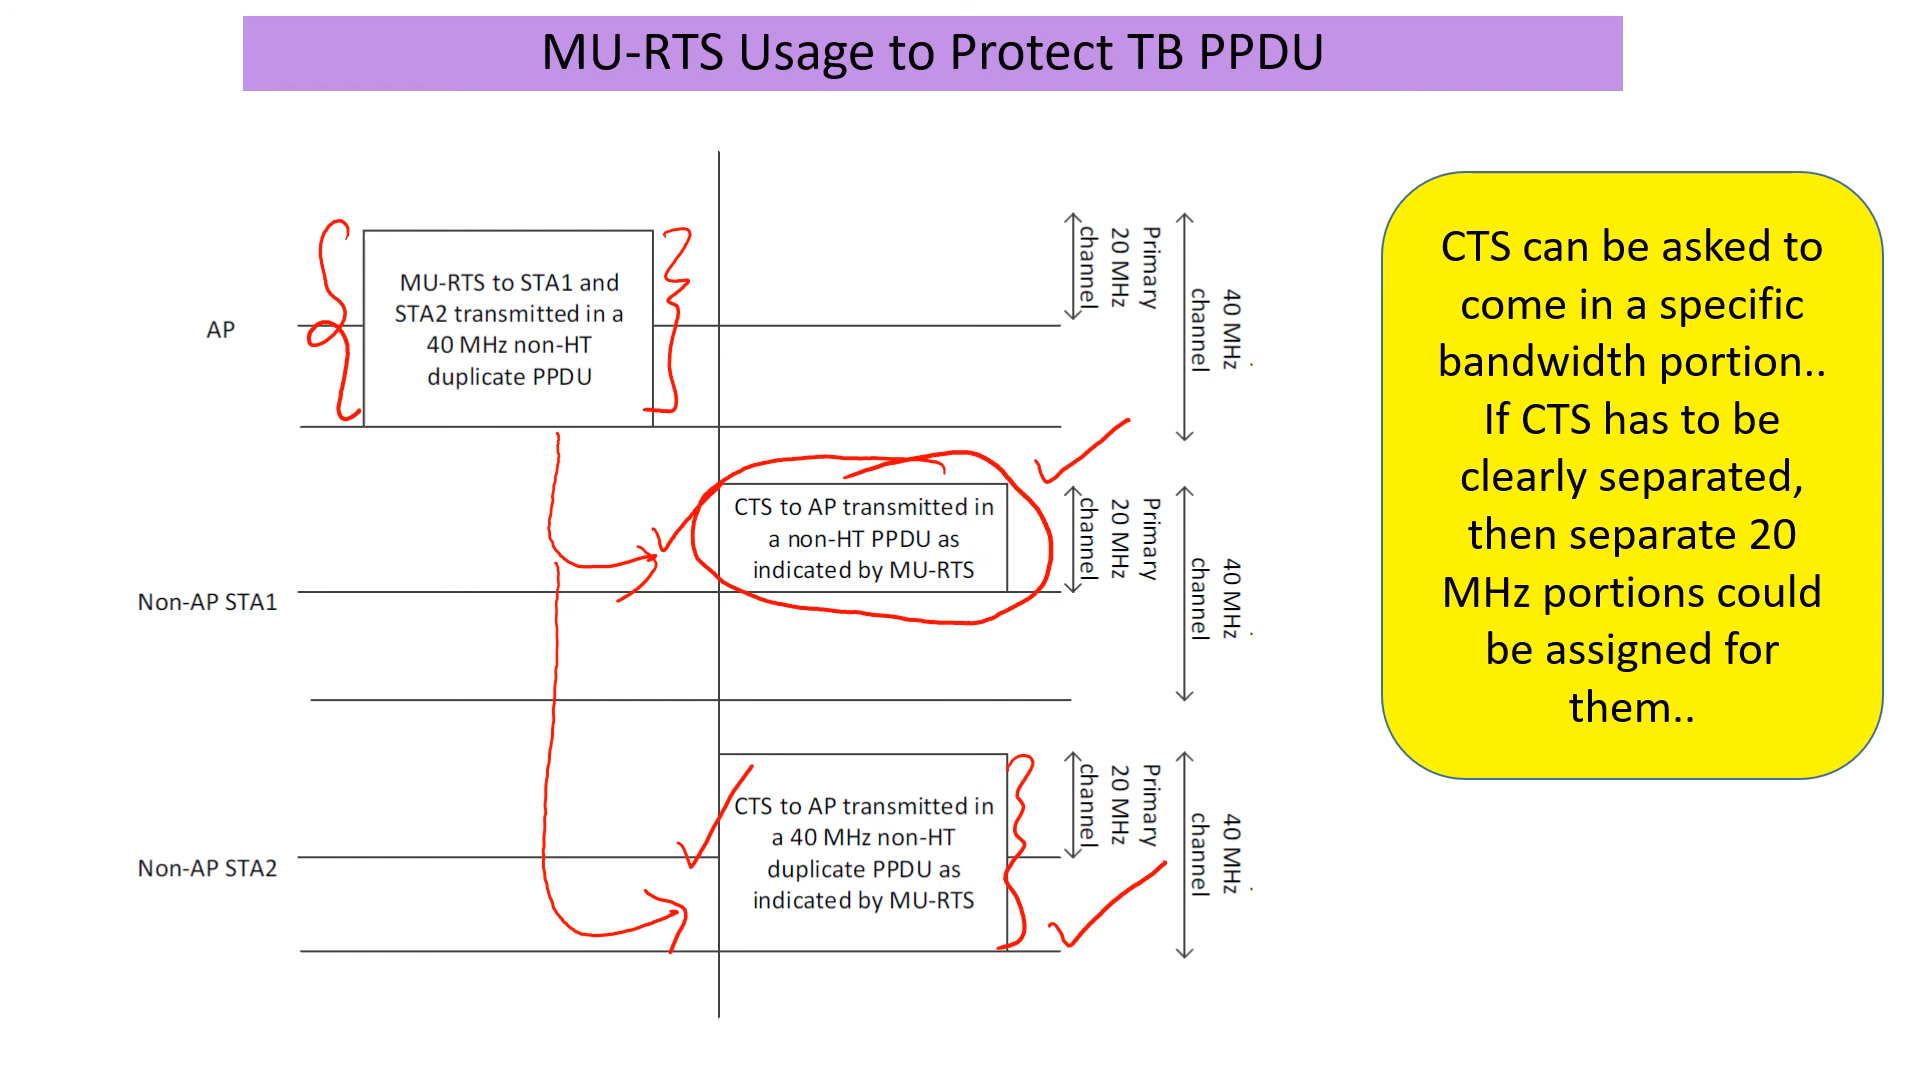 MU-RTS Usage to Protect TB PPDU
AP
MU-RTS to STA1 and
STA2 transmitted in a
40 MHz non-HT
duplicate PPDU
Primary
20 MHz
channel
40 MHz
channel
Non-AP STA1
CTS to AP transmitted in
a non-HT PPDU as
indicated by MU-RTS
Primary
20 MHz
channel
40 MHz
channel
Non-AP STA2
CTS to AP transmitted in
a 40 MHz non-HT
duplicate PPDU as
indicated by MU-RTS
Primary
20 MHz
channel
40 MHz
channel
CTS can be asked to
come in a specific
bandwidth portion..
If CTS has to be
clearly separated,
then separate 20
MHz portions could
be assigned for
them..